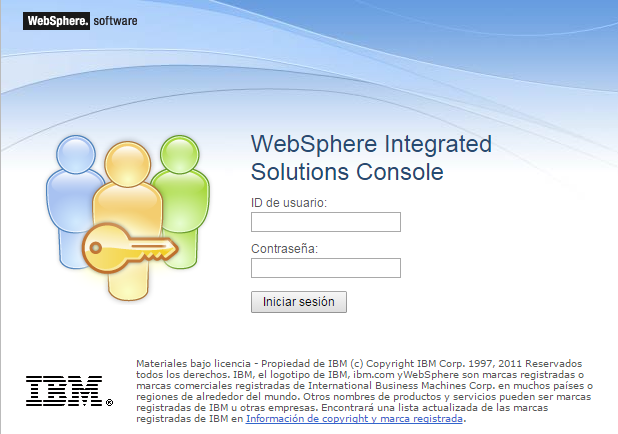 WebSphere. software
WebSphere Integrated
Solutions Console
ID de usuario:
Contraseña:
Iniciar sesión
Materiales bajo licencia - Propiedad de IBM (c) Copyright IBM Corp. 1997, 2011 Reservados
todos los derechos. IBM, el logotipo de IBM, ibm.com yWebSphere son marcas registradas o
marcas comerciales registradas de International Business Machines Corp. en muchos países o
regiones de alrededor del mundo. Otros nombres de productos y servicios pueden ser marcas
registradas de IBM u otras empresas. Encontrará una lista actualizada de las marcas
registradas de IBM en Información de copyright y marca registrada.
IBM®